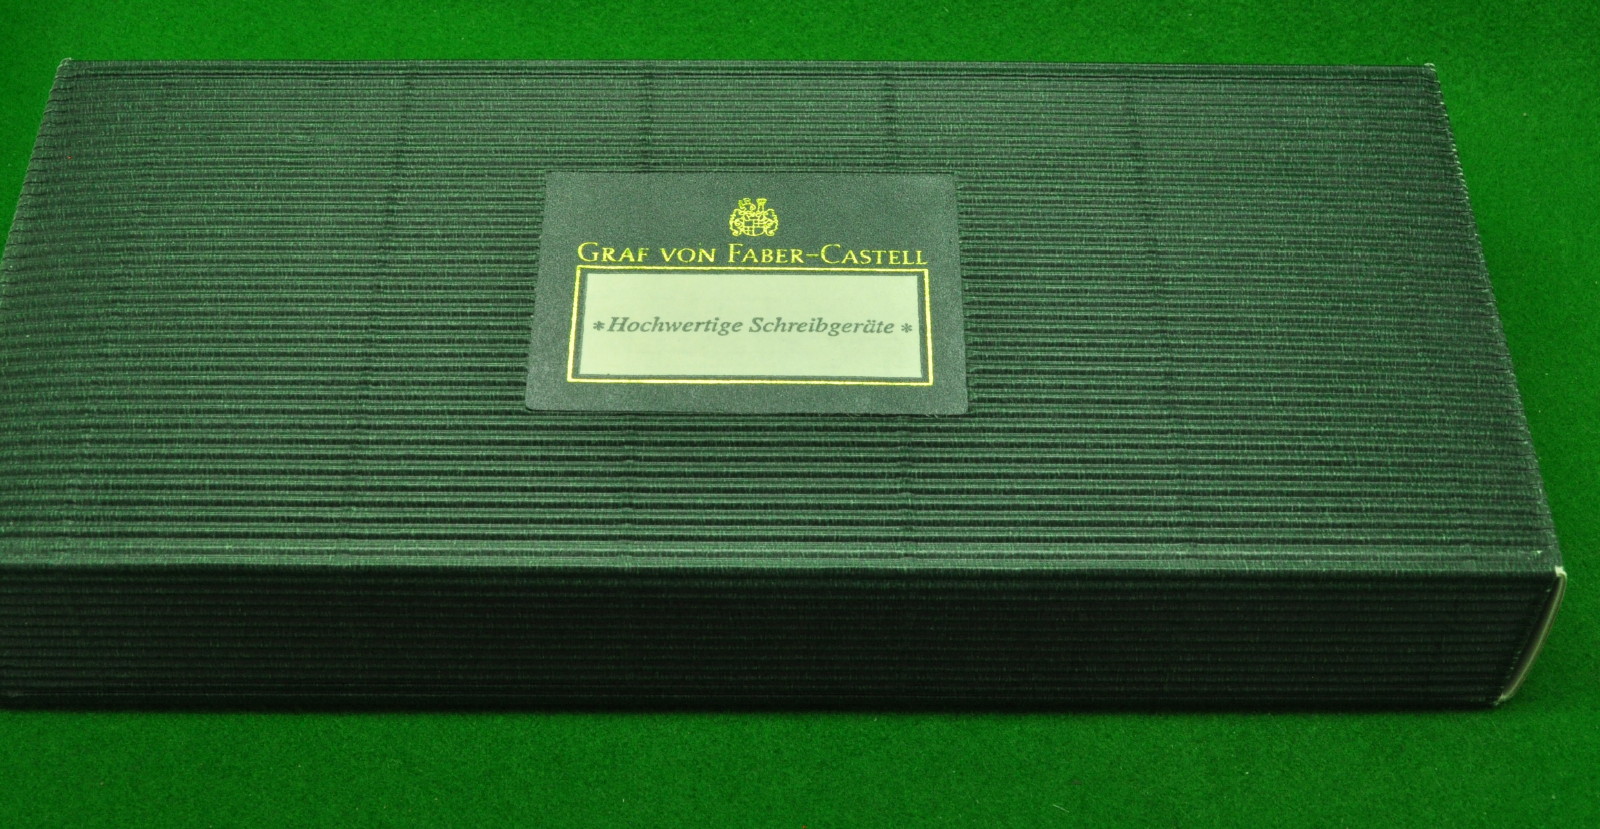 GRAF VON FABER-CASTELL
*Hochwertige Schreibgeräte*